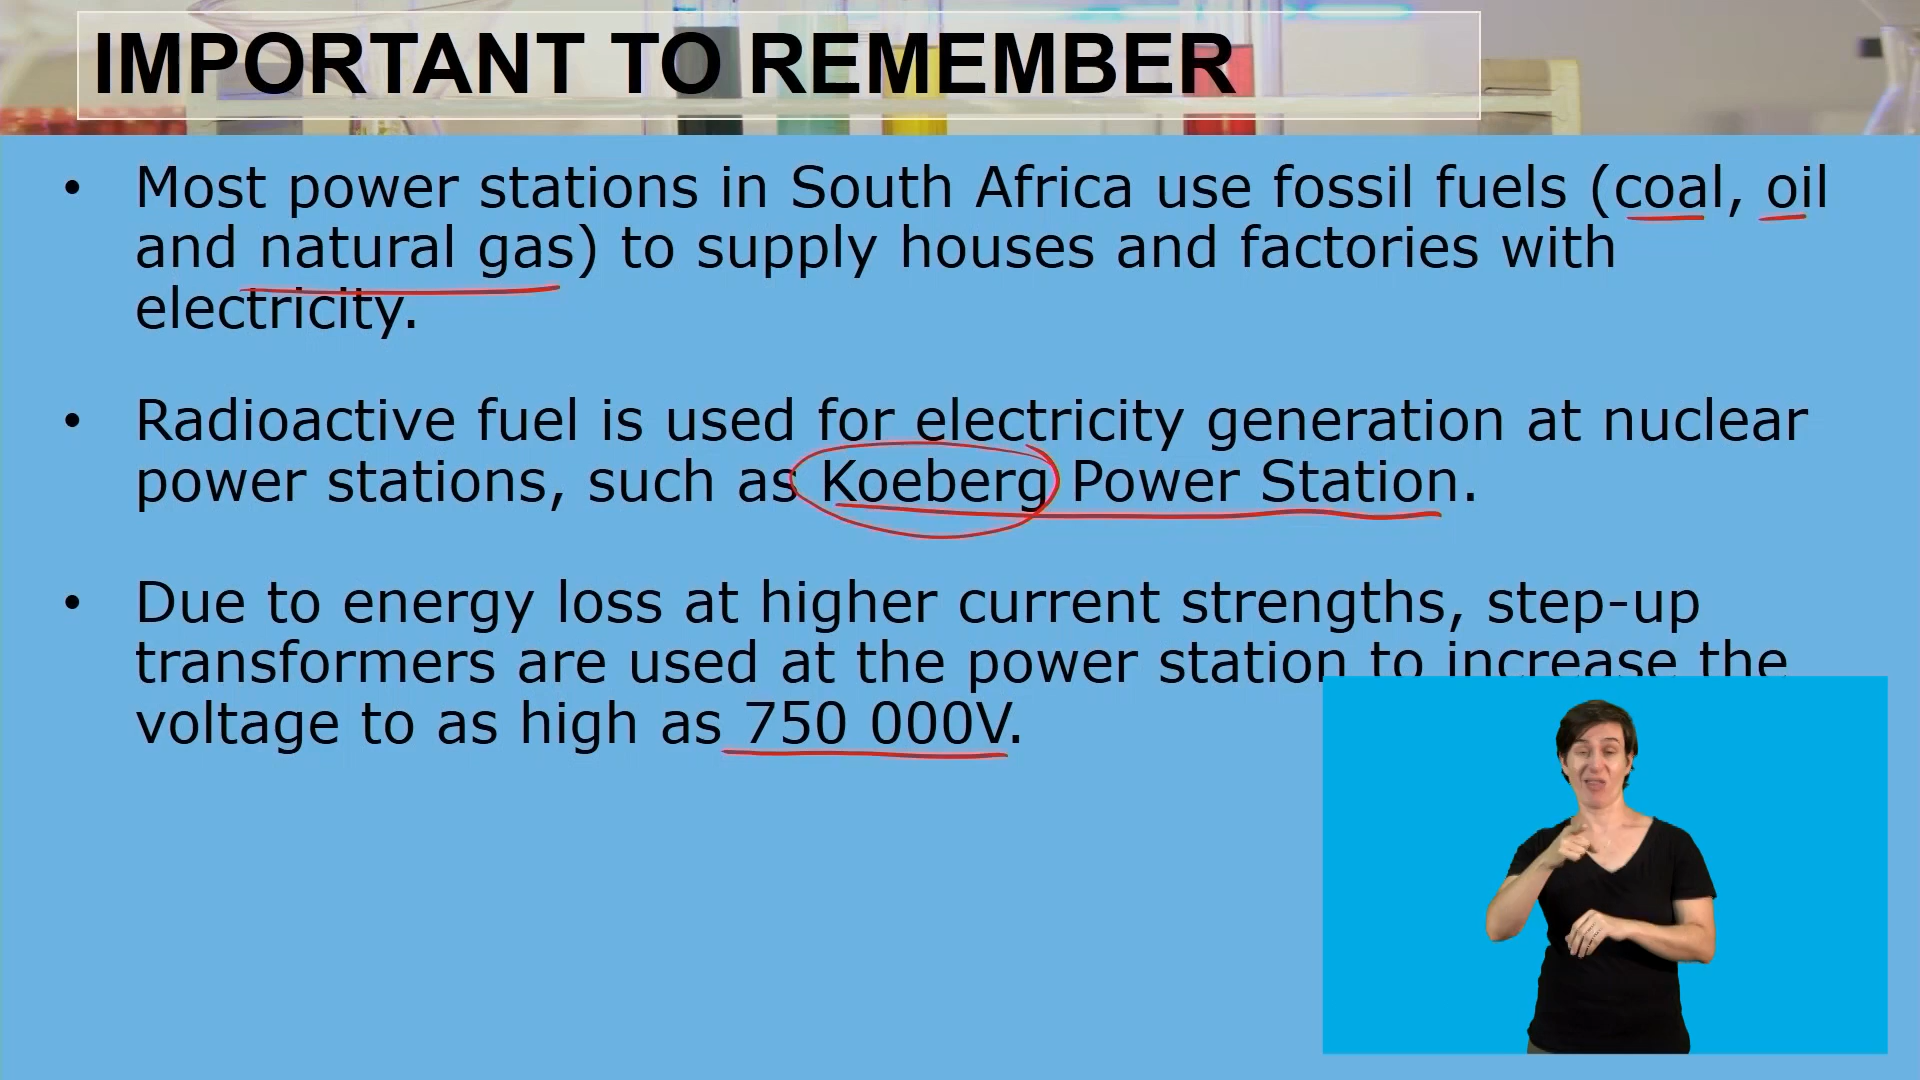 IMPORTANT TO REMEMBER
• Most power stations in South Africa use fossil fuels (coal, oil
and natural gas) to supply houses and factories with
electricity.
• Radioactive fuel is used for electricity generation at nuclear
power stations, such as Koeberg Power Station.
• Due to energy loss at higher current strengths, step-up
transformers are used at the power station to increase the
voltage to as high as 750 000V.